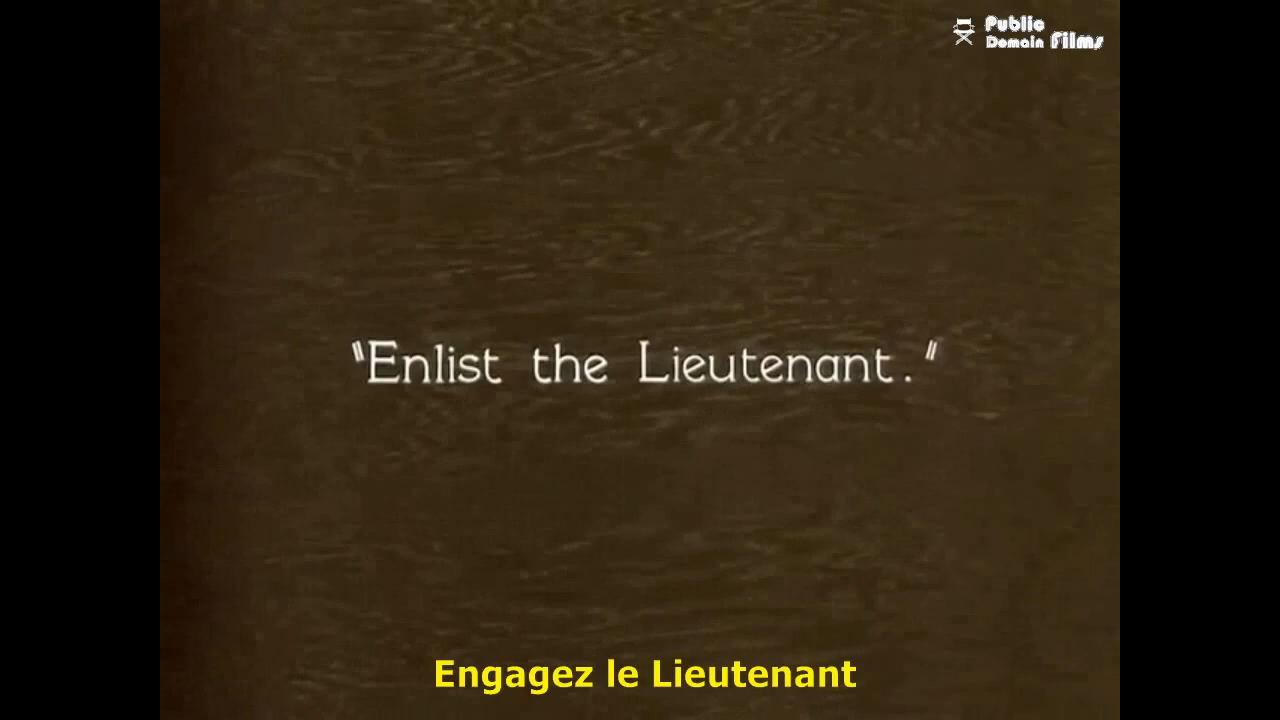 Public
Domain Films
"Enlist the Lieutenant."
Engagez le Lieutenant